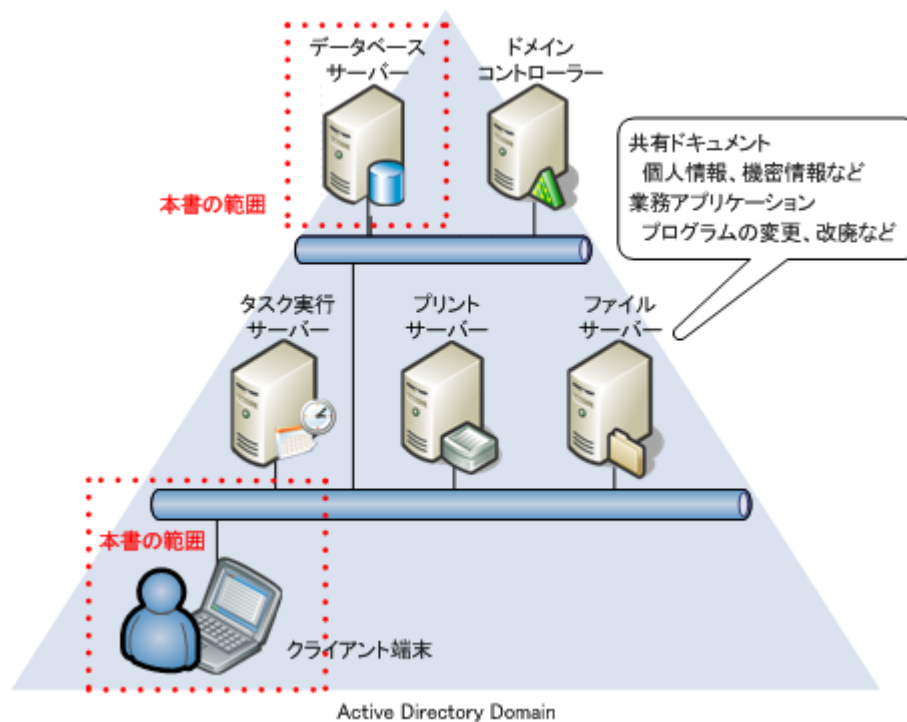 データベース
サーバー
ドメイン
コントローラー
共有ドキュメント
個人情報、機密情報など
業務アプリケーション
プログラムの変更、改廃など
本書の範囲
タスク実行
サーバー
プリント
サーバー
ファイル
サーバー
本書の範囲
クライアント端末
Active Directory Domain